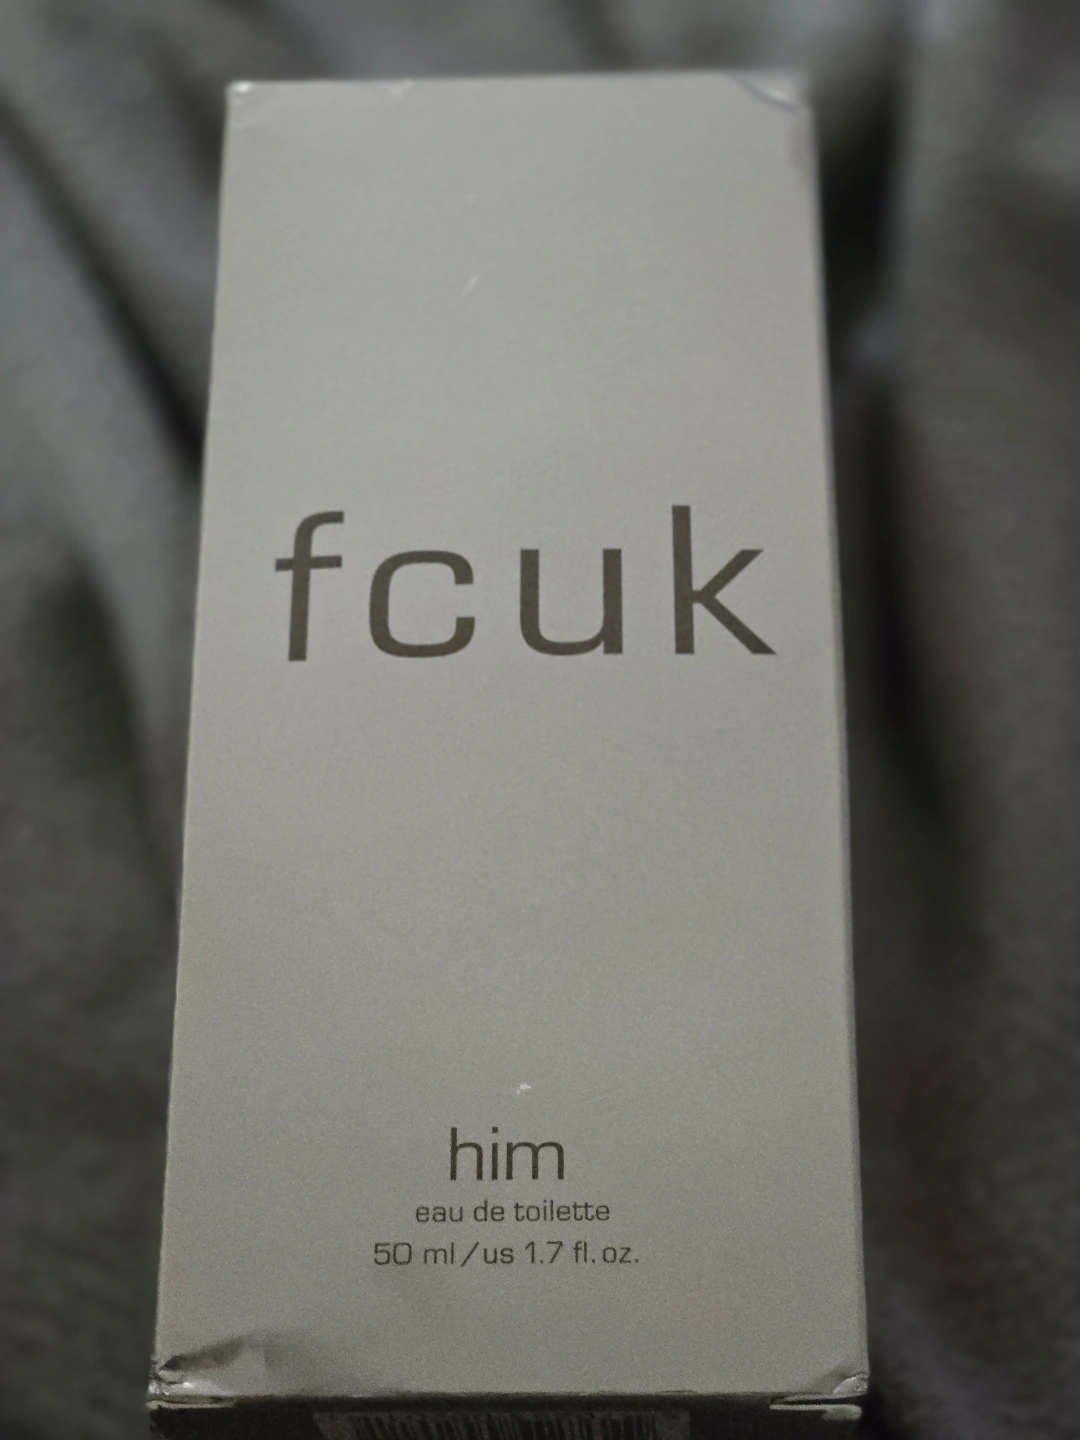 fcuk
him
eau de toilette
50 ml/us 1.7 fl.oz.